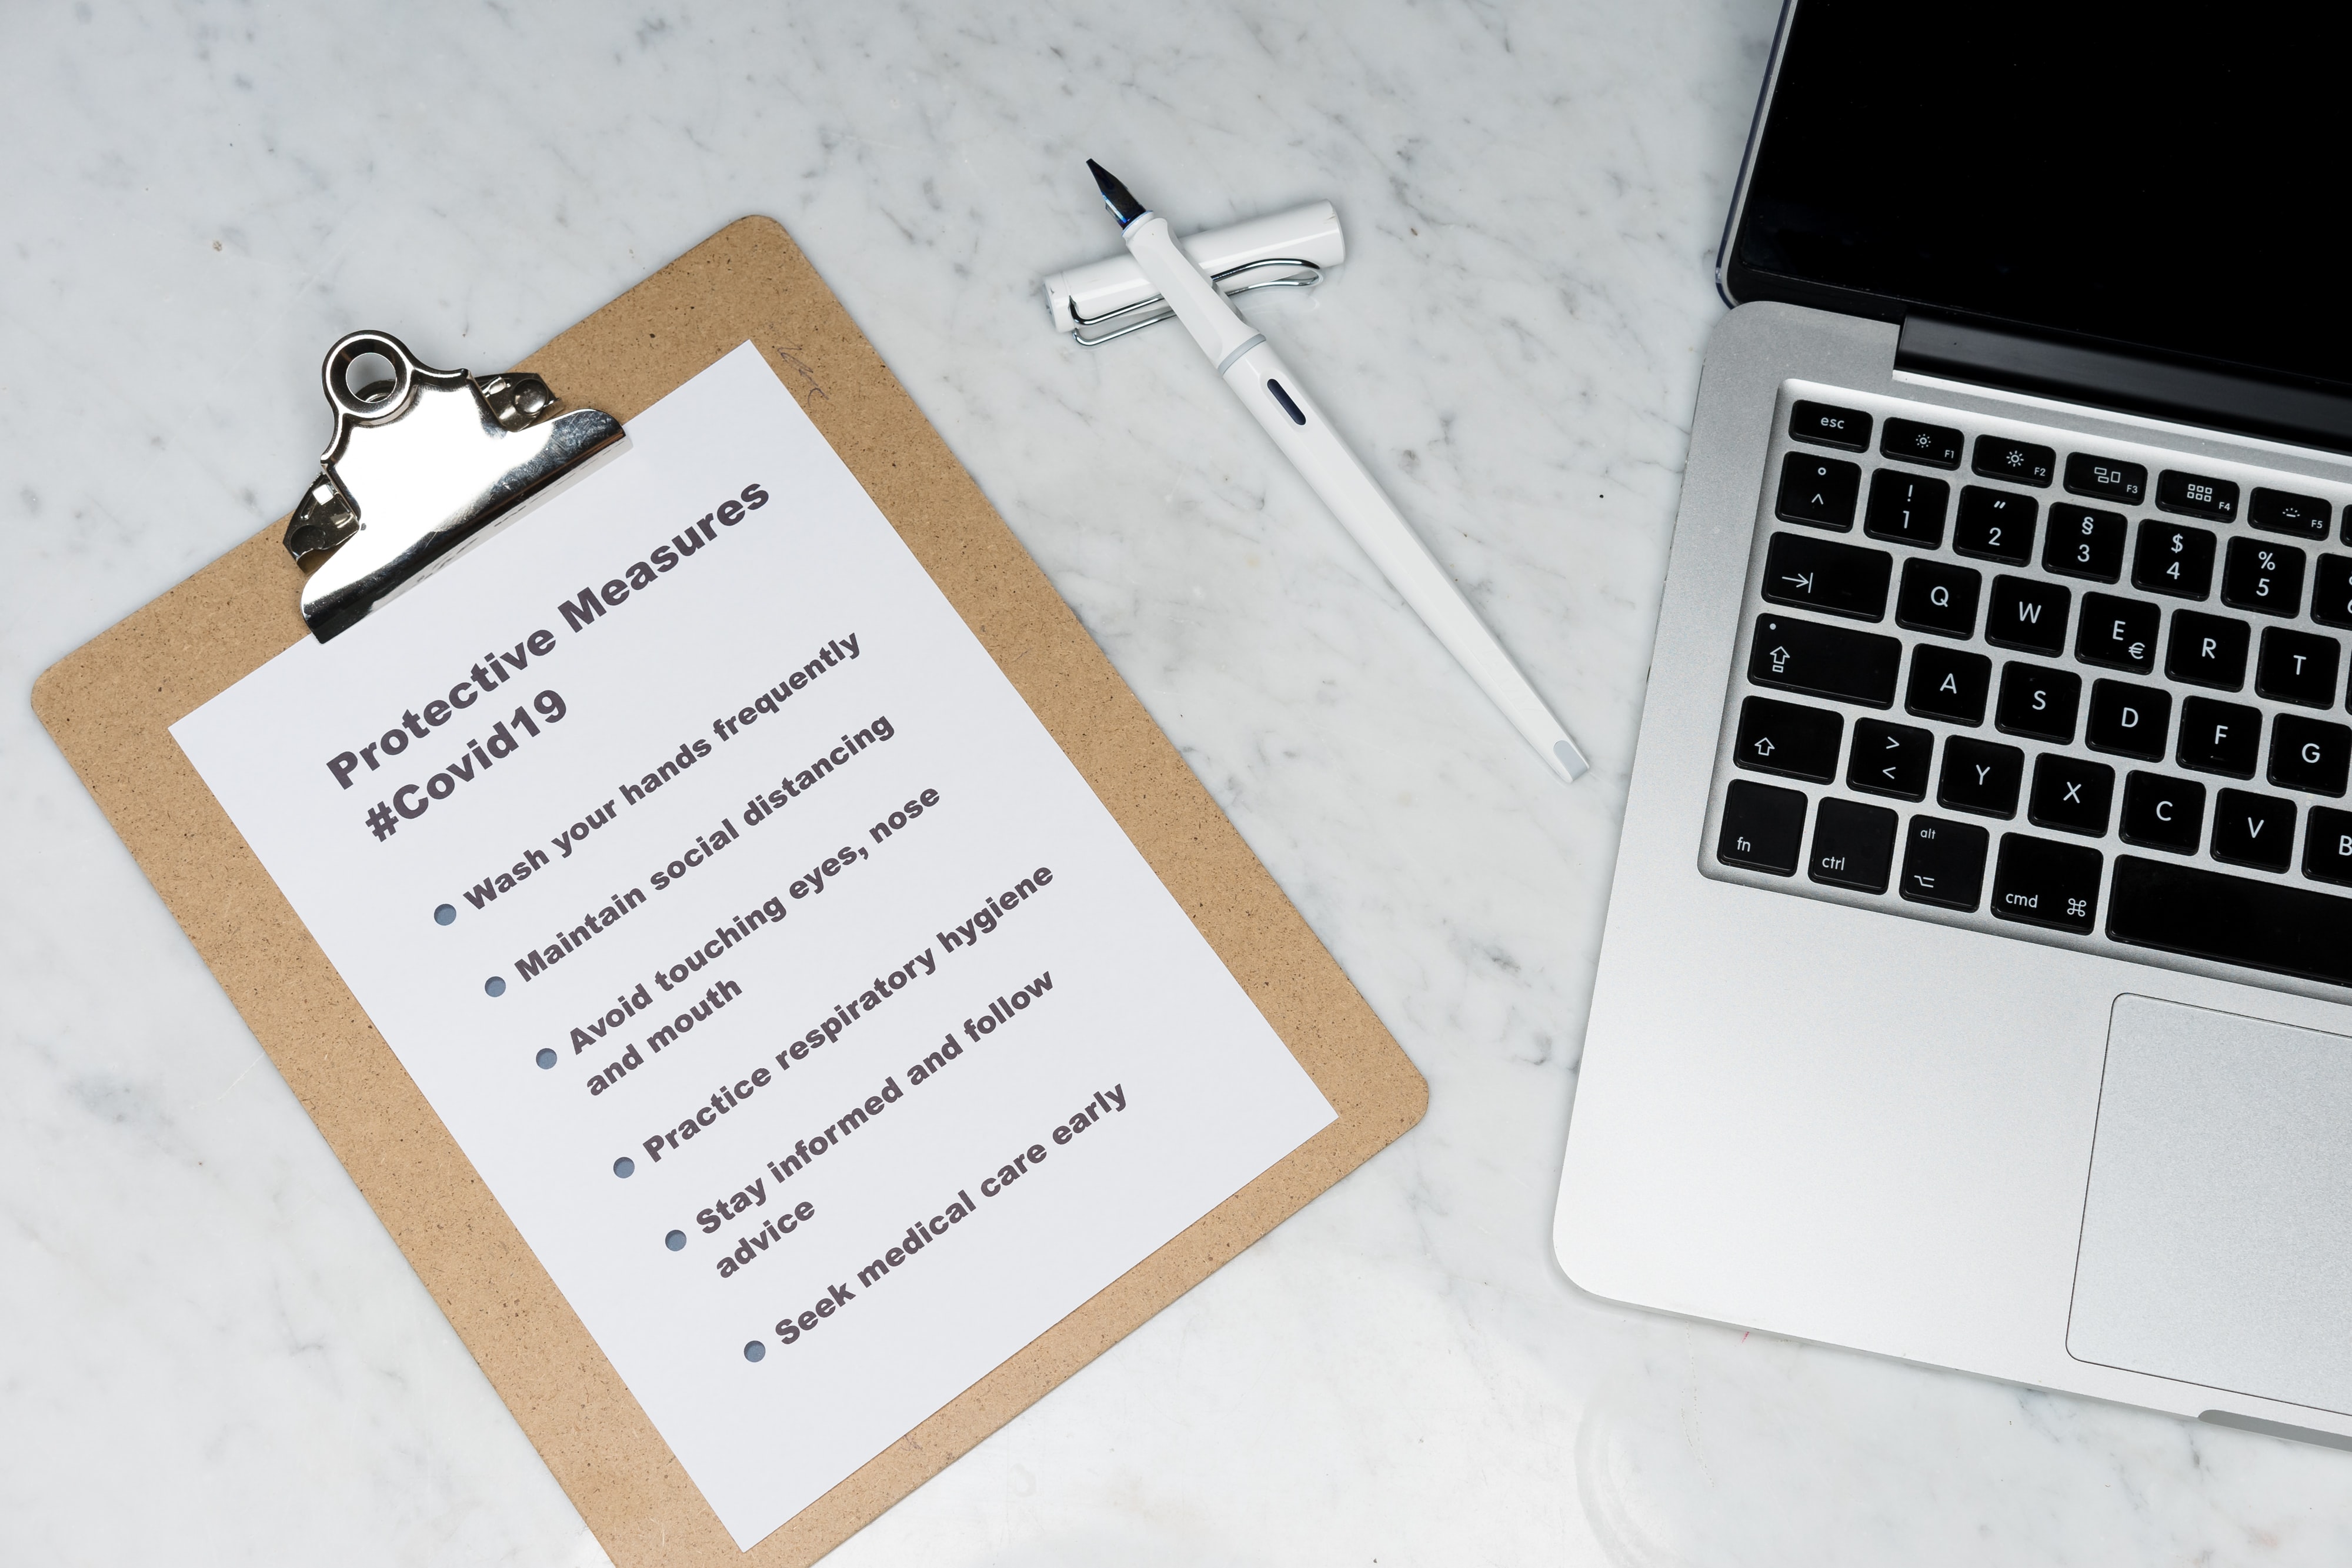 Protective Measures
#Covid19
Wash your hands frequently
Maintain social distancing
Avoid touching eyes, nose
and mouth
Practice respiratory hygiene
Stay informed and follow
advice
Seek medical care early
esc
F1
F2
F3
F4
F5
° ^
! 1
" 2
§ 3
$ 4
% 5
Q
W
E €
R
T
A
S
D
F
G
> <
Y
X
C
V
B
fn
ctrl
alt
cmd ⌘